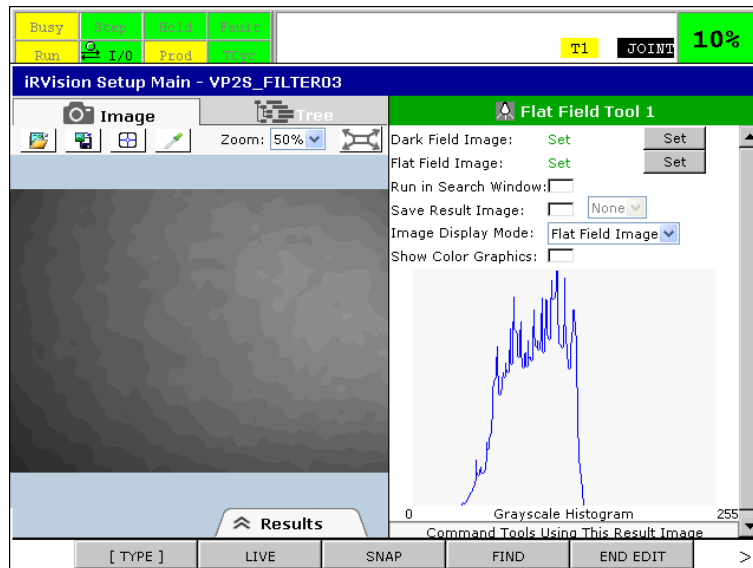 Busy Step Hold Fault
Run I/O Prod TCyc T1 JOINT 10%
iRVision Setup Main - VP2S_FILTER03
Image Tree Flat Field Tool 1
Zoom: 50%
Dark Field Image: Set Set
Flat Field Image: Set Set
Run in Search Window:
Save Result Image: None
Image Display Mode: Flat Field Image
Show Color Graphics:
0 Grayscale Histogram 255
Results
Command Tools Using This Result Image
[ TYPE ] LIVE SNAP FIND END EDIT >